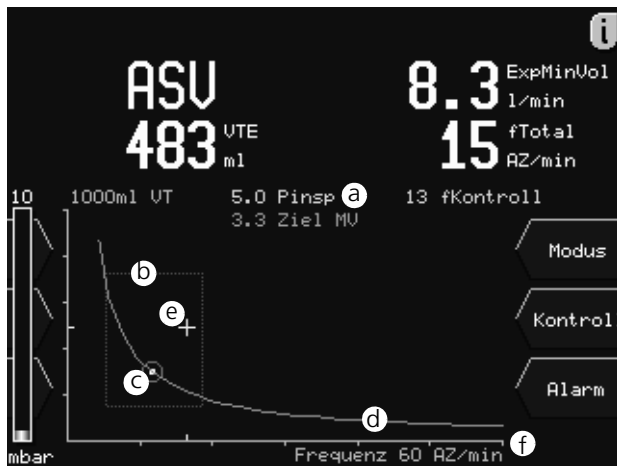 i
ASV 8.3 ExpMinVol l/min
483 VTE ml 15 fTotal AZ/min
10 1000ml VT 5.0 Pinsp a 13 fKontroll
3.3 Ziel MV
Modus
b
e
Kontrol
c
Alarm
d
f
mbar Frequenz 60 AZ/min